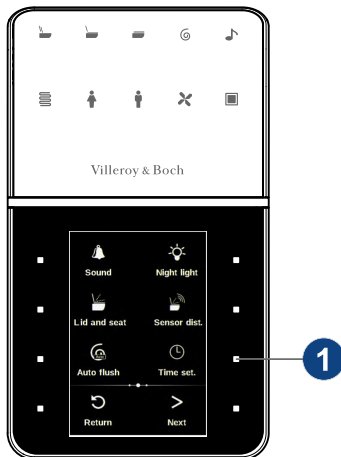 Villeroy & Boch
Sound Night light
Lid and seat Sensor dist.
Auto flush Time set.
Return Next
1